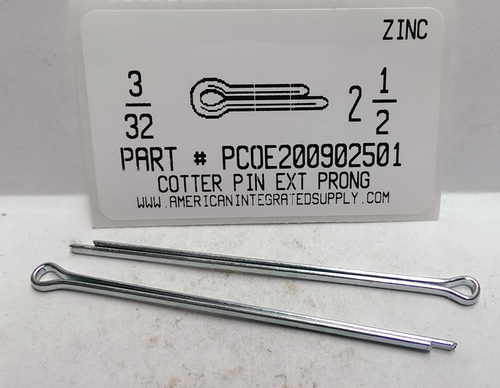 ZINC
3/32 2 1/2
PART # PCOE200902501
COTTER PIN EXT PRONG
WWW.AMERICANINTEGRATEDSUPPLY.COM